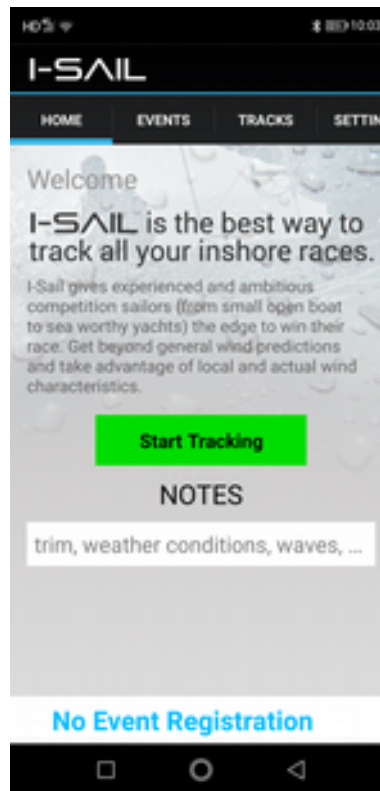 HD 10:03
I-SAIL
HOME EVENTS TRACKS SETTIN
Welcome
I-SAIL is the best way to
track all your inshore races.
I-Sail gives experienced and ambitious
competition sailors (from small open boat
to sea worthy yachts) the edge to win their
race. Get beyond general wind predictions
and take advantage of local and actual wind
characteristics.
Start Tracking
NOTES
trim, weather conditions, waves, ...
No Event Registration